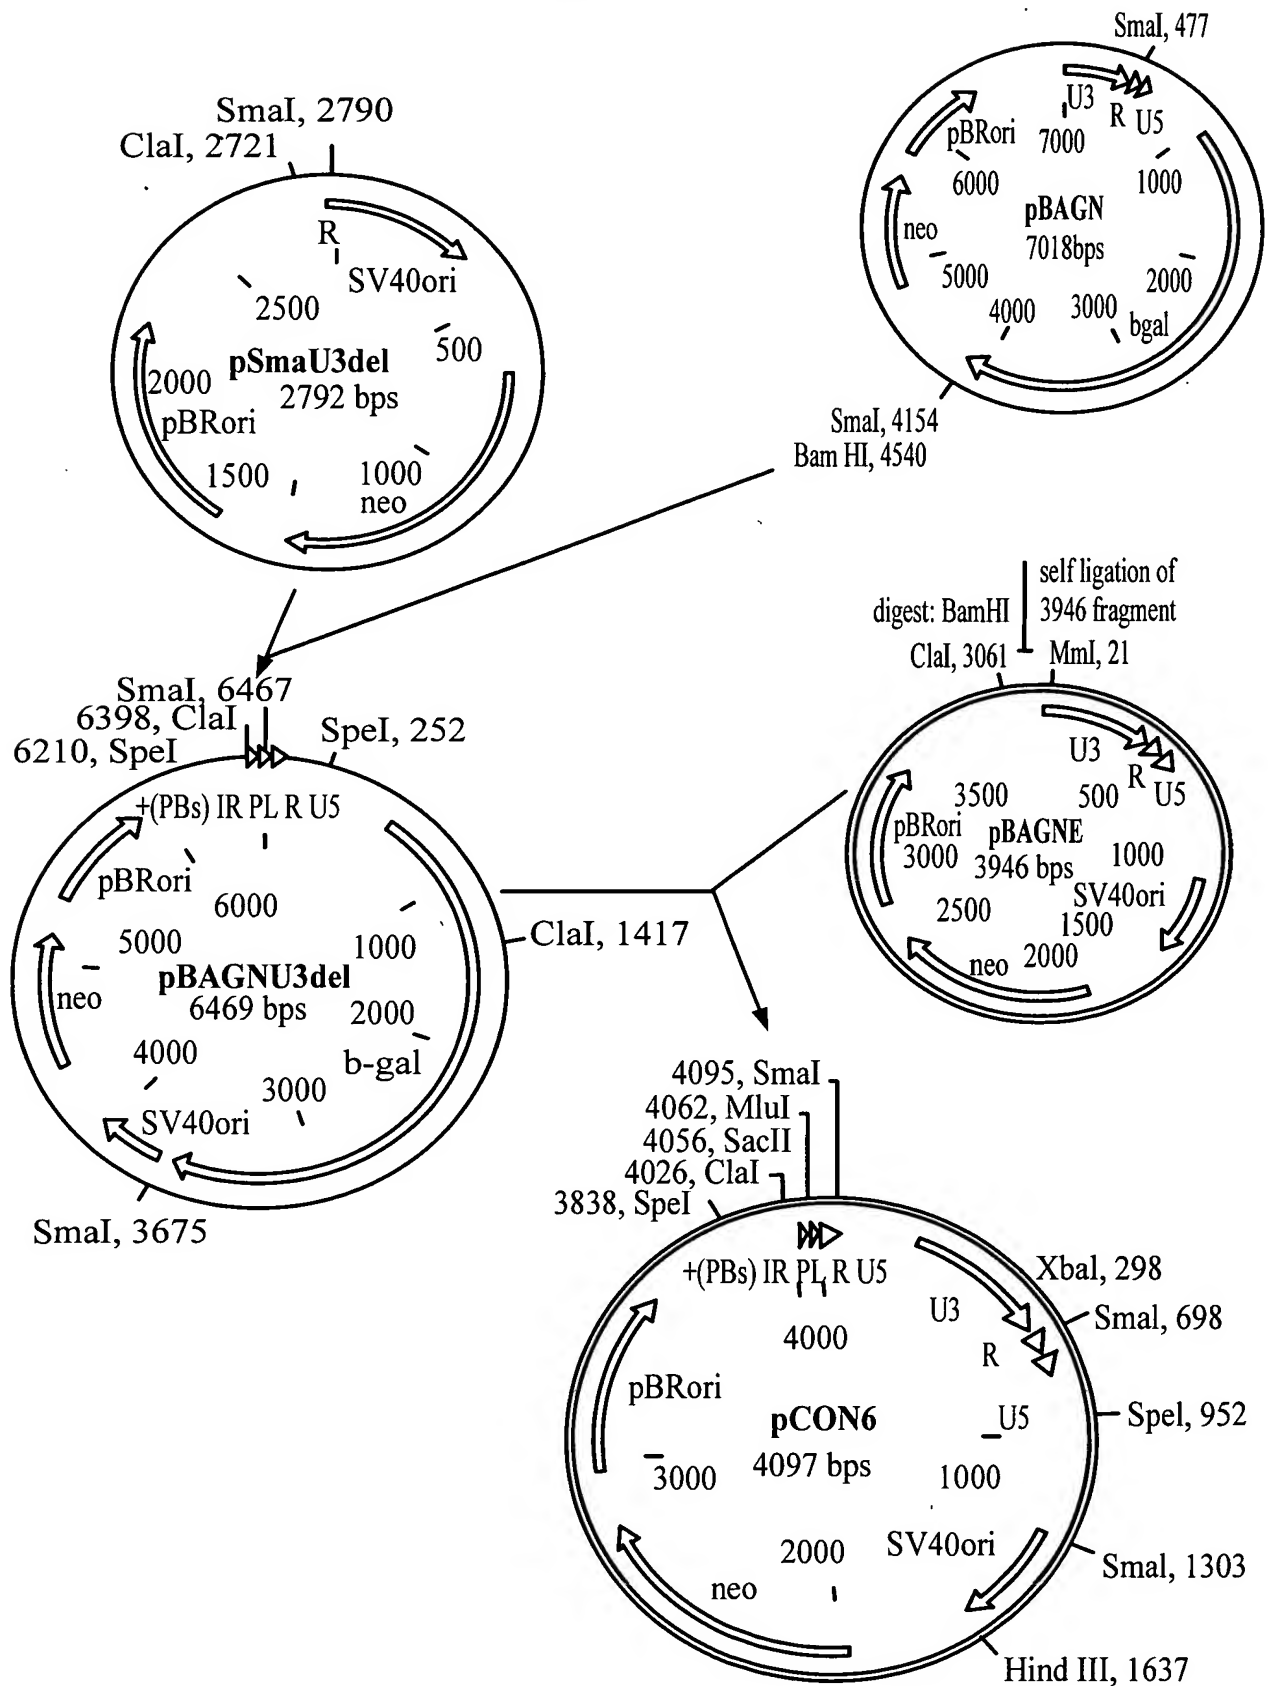 SmaI, 2790
ClaI, 2721
R
SV40ori
2500
500
pSmaU3del
2792 bps
2000
pBRori
1500
1000
neo
SmaI, 477
U3
R
U5
pBRori
7000
6000
1000
pBAGN
7018bps
neo
5000
4000
3000
2000
bgal
SmaI, 4154
Bam HI, 4540
digest: BamHI
self ligation of
3946 fragment
ClaI, 3061
MmI, 21
U3
R
U5
3500
500
pBRori
3000
pBAGNE
3946 bps
1000
SV40ori
2500
1500
neo
2000
SmaI, 6467
6398, ClaI
6210, SpeI
SpeI, 252
+(PBs) IR PL R U5
pBRori
6000
5000
1000
ClaI, 1417
pBAGNU3del
6469 bps
neo
2000
4000
b-gal
3000
SV40ori
SmaI, 3675
4095, SmaI
4062, MluI
4056, SacII
4026, ClaI
3838, SpeI
+(PBs) IR PL R U5
XbaI, 298
U3
SmaI, 698
4000
R
pBRori
pCON6
U5
SpeI, 952
4097 bps
3000
1000
2000
SV40ori
SmaI, 1303
neo
Hind III, 1637